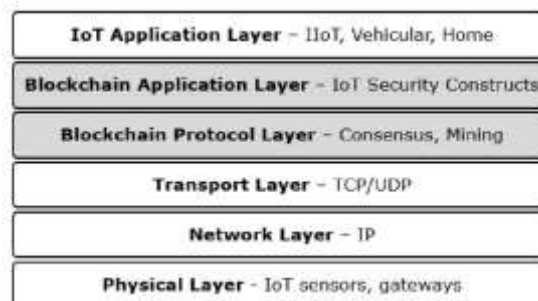 IoT Application Layer – IIoT, Vehicular, Home
Blockchain Application Layer – IoT Security Constructs
Blockchain Protocol Layer – Consensus, Mining
Transport Layer – TCP/UDP
Network Layer – IP
Physical Layer - IoT sensors, gateways